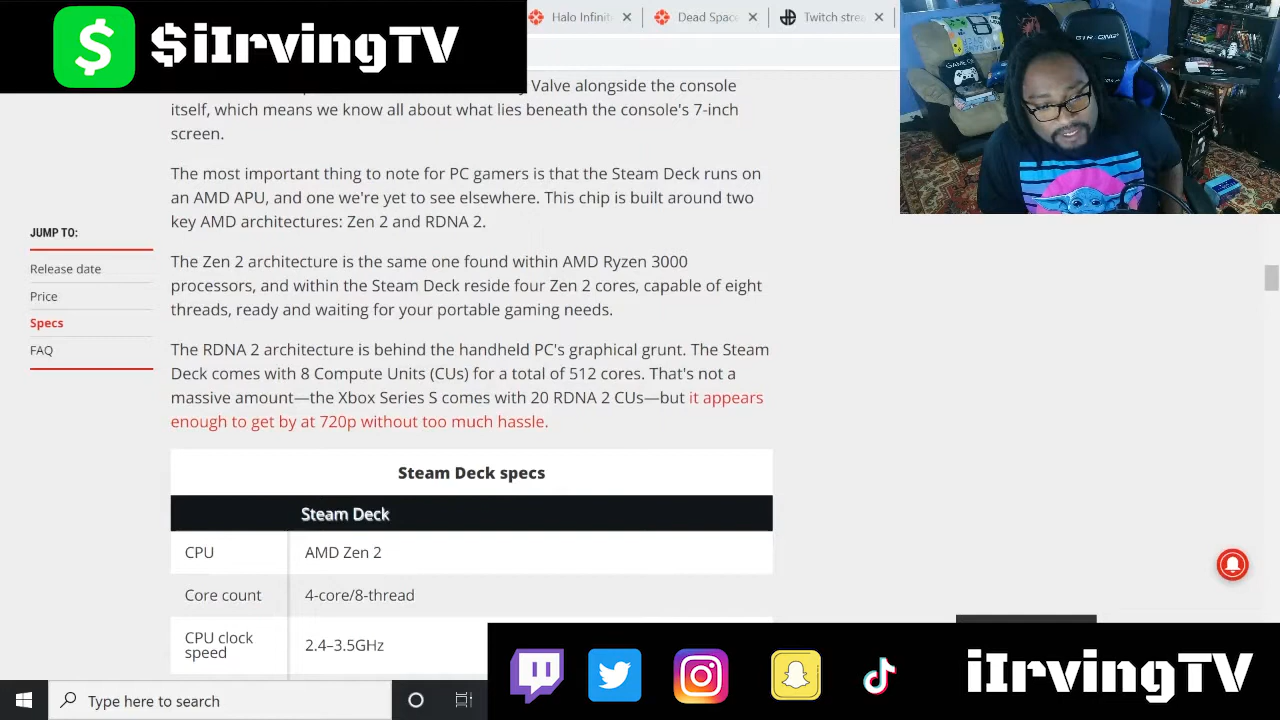 $iIrvingTV
Halo Infinit
Dead Space
Twitch strea
Valve alongside the console
itself, which means we know all about what lies beneath the console's 7-inch
screen.
The most important thing to note for PC gamers is that the Steam Deck runs on
an AMD APU, and one we're yet to see elsewhere. This chip is built around two
key AMD architectures: Zen 2 and RDNA 2.
JUMP TO:
Release date
Price
Specs
FAQ
The Zen 2 architecture is the same one found within AMD Ryzen 3000
processors, and within the Steam Deck reside four Zen 2 cores, capable of eight
threads, ready and waiting for your portable gaming needs.
The RDNA 2 architecture is behind the handheld PC's graphical grunt. The Steam
Deck comes with 8 Compute Units (CUs) for a total of 512 cores. That's not a
massive amount—the Xbox Series S comes with 20 RDNA 2 CUs—but it appears
enough to get by at 720p without too much hassle.
Steam Deck specs
Steam Deck
CPU AMD Zen 2
Core count 4-core/8-thread
CPU clock
speed 2.4–3.5GHz
iIrvingTV
Type here to search